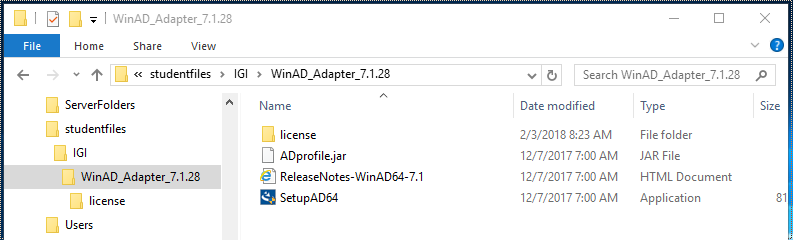 WinAD_Adapter_7.1.28
File Home Share View
« studentfiles > IGI > WinAD_Adapter_7.1.28 Search WinAD_Adapter_7.1.28
ServerFolders
studentfiles
IGI
WinAD_Adapter_7.1.28
license
Users
Name Date modified Type Size
license 2/3/2018 8:23 AM File folder
ADprofile.jar 12/7/2017 7:00 AM JAR File
ReleaseNotes-WinAD64-7.1 12/7/2017 7:00 AM HTML Document
SetupAD64 12/7/2017 7:00 AM Application 81